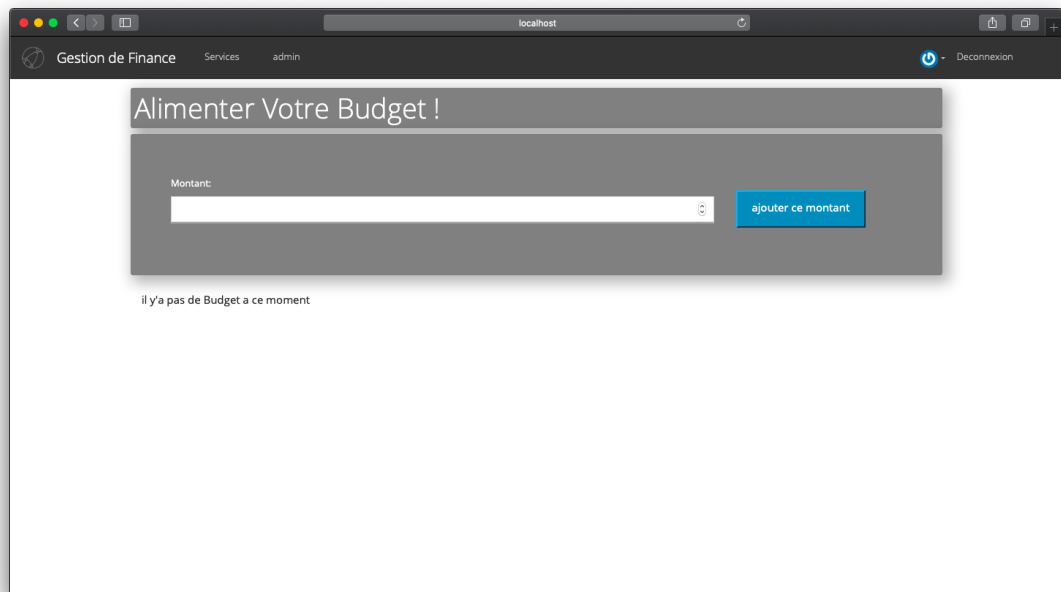 localhost
Gestion de Finance Services admin Deconnexion
Alimenter Votre Budget !
Montant:
ajouter ce montant
il y'a pas de Budget a ce moment